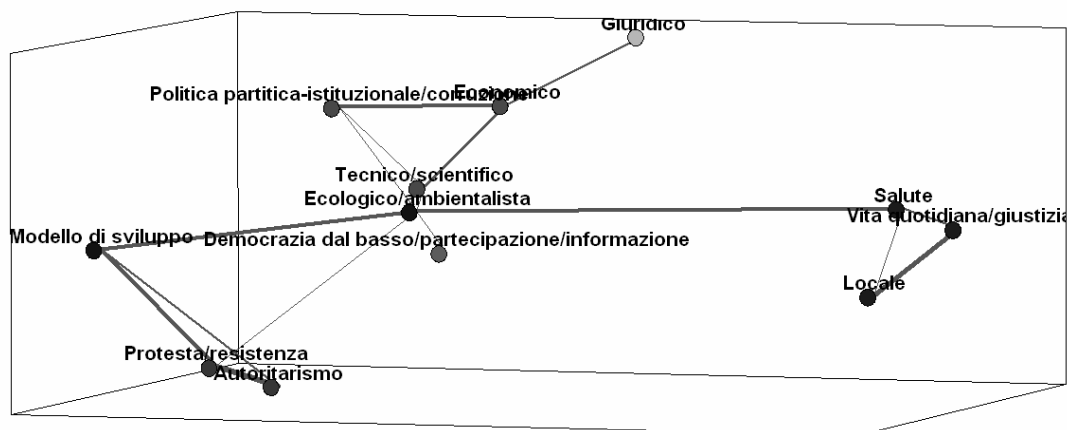 Giuridico
Politica partitica-istituzionale/corruzione
Economico
Tecnico/scientifico
Ecologico/ambientalista
Salute
Vita quotidiana/giustizia
Modello di sviluppo
Democrazia dal basso/partecipazione/informazione
Locale
Protesta/resistenza
Autoritarismo